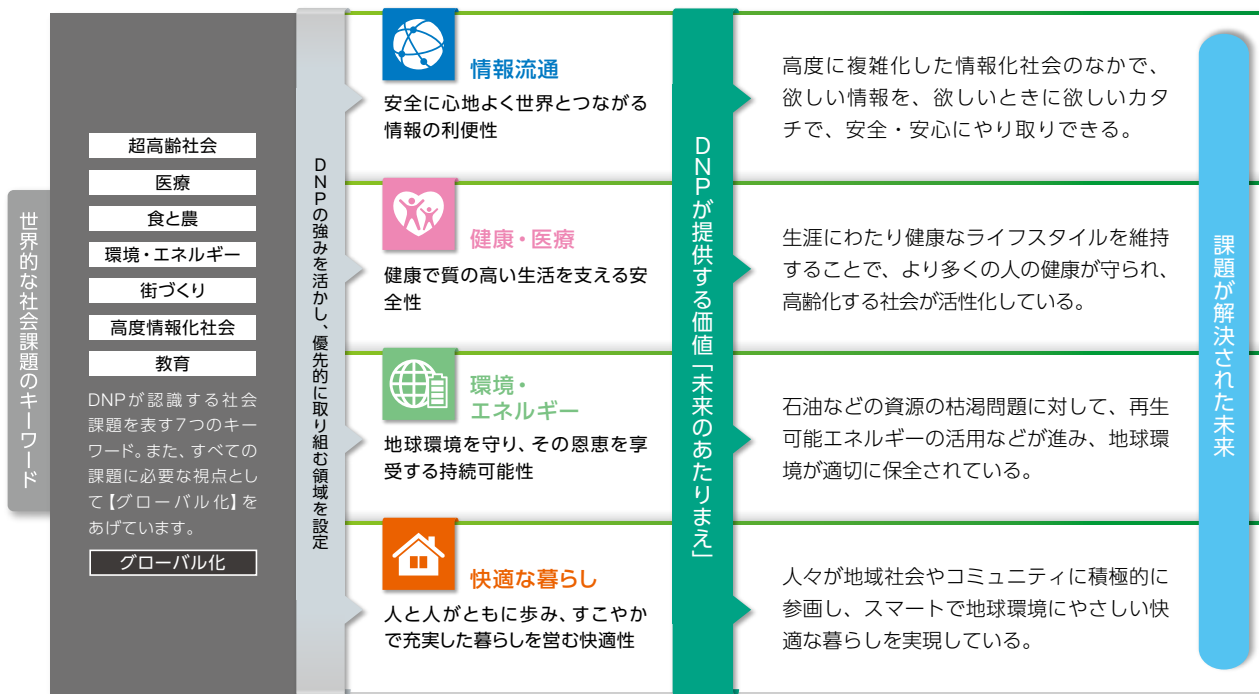 世界的な社会課題のキーワード
超高齢社会
医療
食と農
環境・エネルギー
街づくり
高度情報化社会
教育
DNPが認識する社会
課題を表す7つのキー
ワード。また、すべての
課題に必要な視点とし
て【グローバル化】を
あげています。
グローバル化
DNPの強みを活かし、優先的に取り組む領域を設定
情報流通
安全に心地よく世界とつながる
情報の利便性
健康・医療
健康で質の高い生活を支える安
全性
環境・
エネルギー
地球環境を守り、その恩恵を享
受する持続可能性
快適な暮らし
人と人がともに歩み、すこやか
で充実した暮らしを営む快適性
DNPが提供する価値「未来のあたりまえ」
高度に複雑化した情報化社会のなかで、
欲しい情報を、欲しいときに欲しいカタ
チで、安全・安心にやり取りできる。
生涯にわたり健康なライフスタイルを維持
することで、より多くの人の健康が守られ、
高齢化する社会が活性化している。
石油などの資源の枯渇問題に対して、再生
可能エネルギーの活用などが進み、地球環
境が適切に保全されている。
人々が地域社会やコミュニティに積極的に
参画し、スマートで地球環境にやさしい快
適な暮らしを実現している。
課題が解決された未来